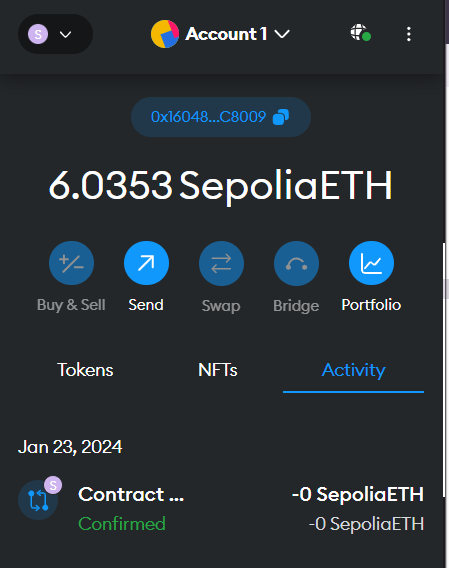 S
Account 1
0x16048...C8009
6.0353 SepoliaETH
Buy & Sell Send Swap Bridge Portfolio
Tokens NFTs Activity
Jan 23, 2024
S
Contract ... -0 SepoliaETH
Confirmed -0 SepoliaETH